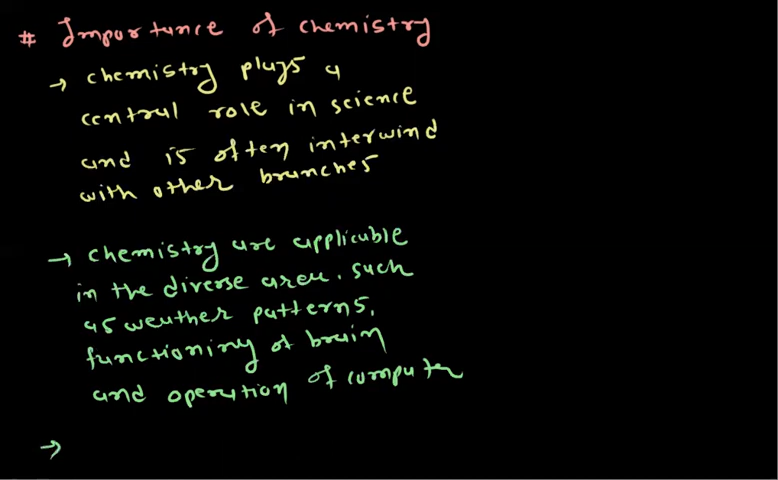 # Importance of chemistry
→ chemistry plays a
central role in science
and is often interwind
with other branches
→ chemistry are applicable
in the diverse area, such
as weather patterns,
functioning of brain
and operation of computer
→